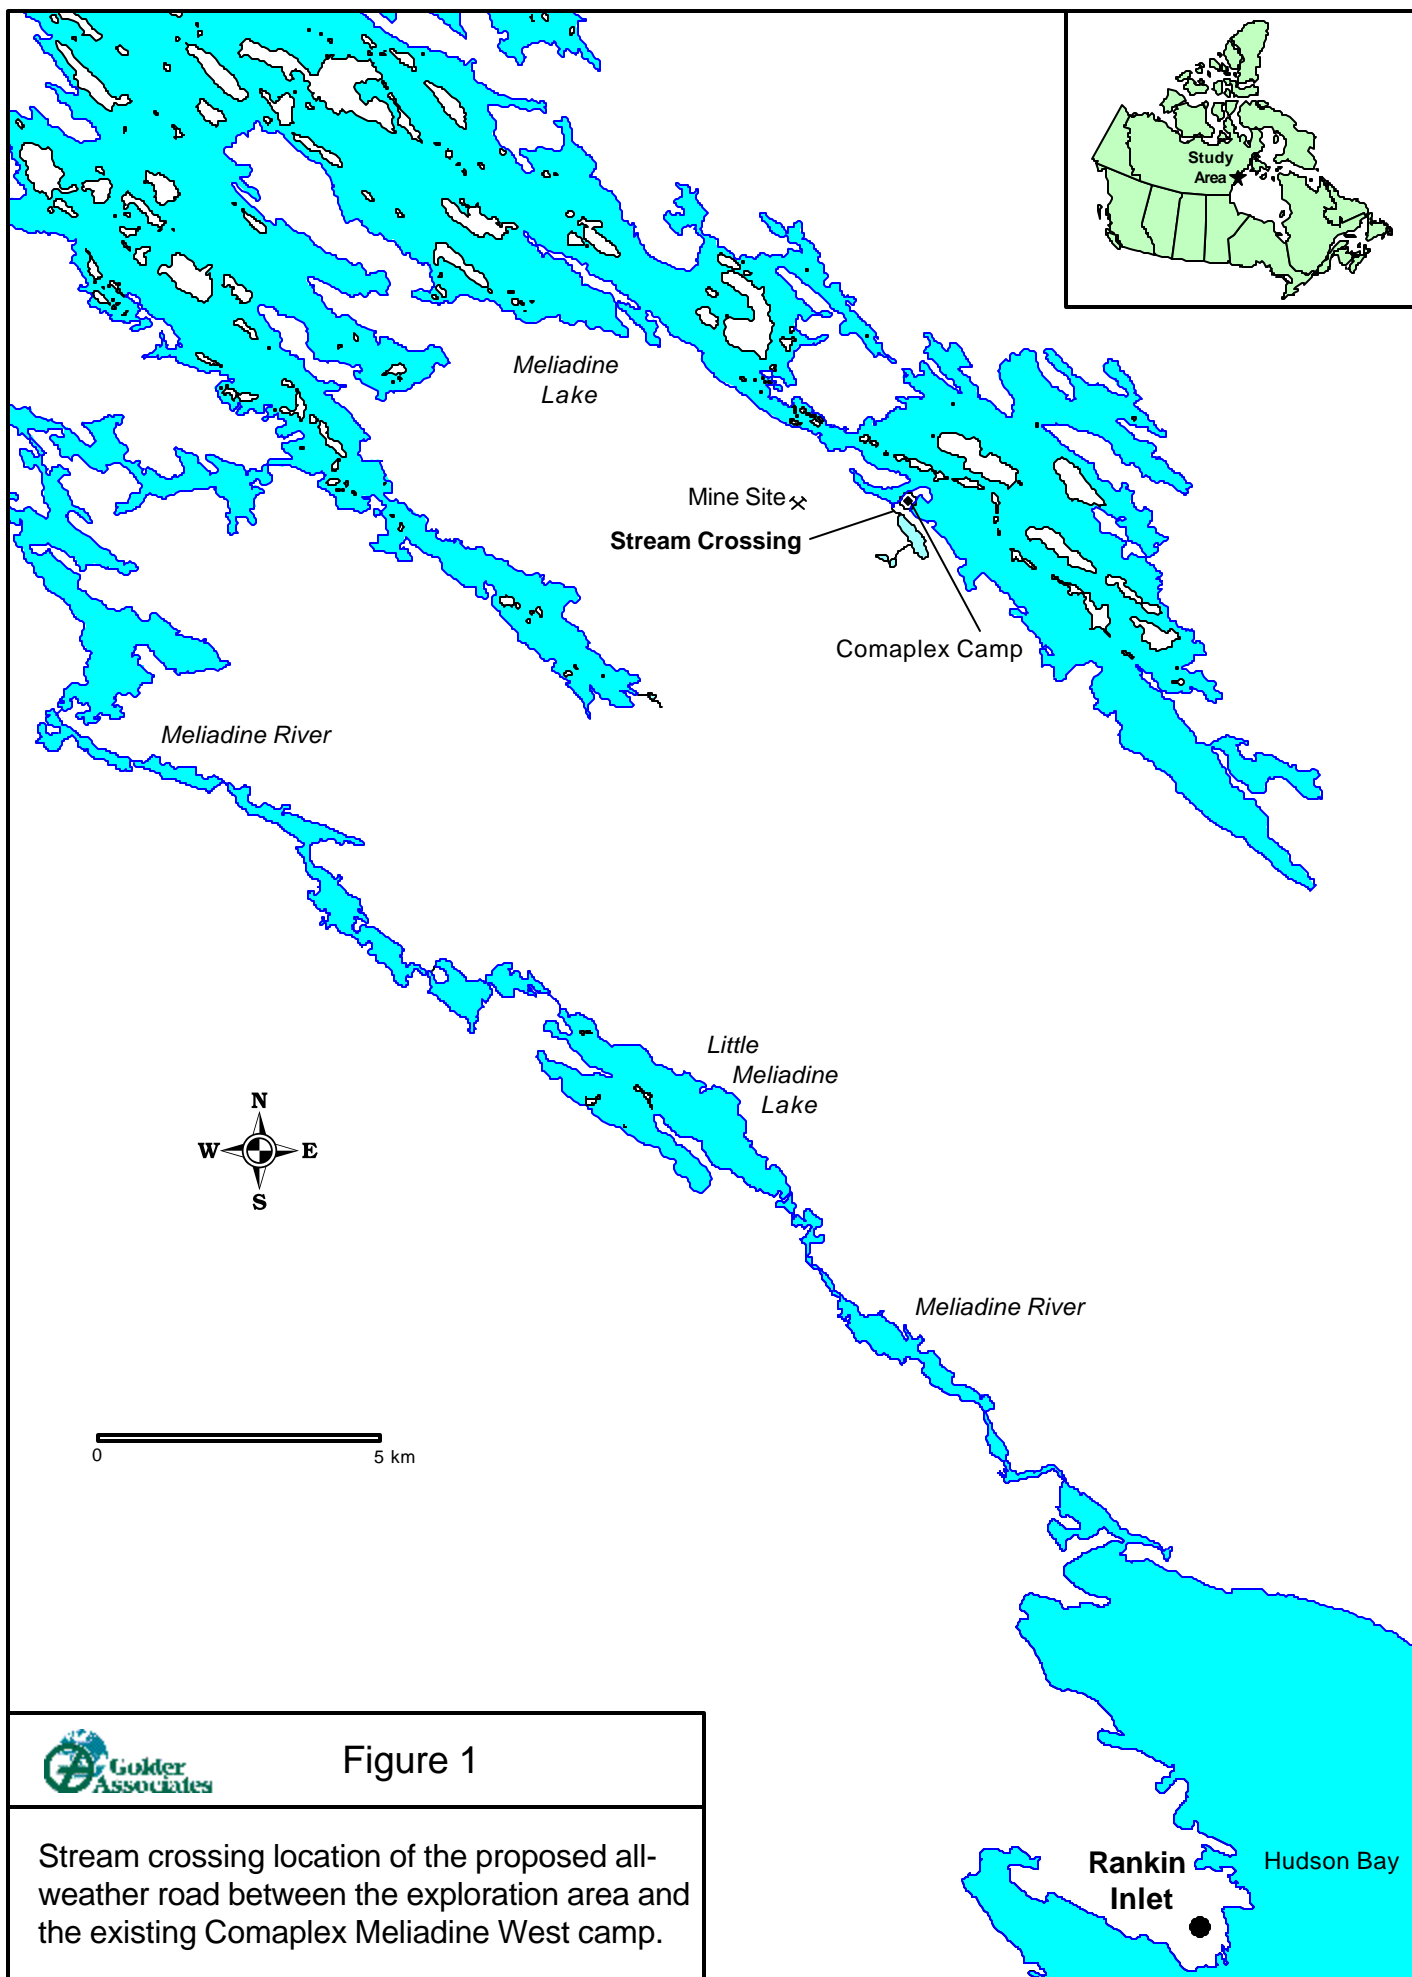 Study
Area
Meliadine
Lake
Mine Site
Stream Crossing
Comaplex Camp
Meliadine River
Little
Meliadine
Lake
N
W E
S
Meliadine River
0 5 km
Golder
Associates
Figure 1
Stream crossing location of the proposed all-
weather road between the exploration area and
the existing Comaplex Meliadine West camp.
Rankin
Inlet
Hudson Bay